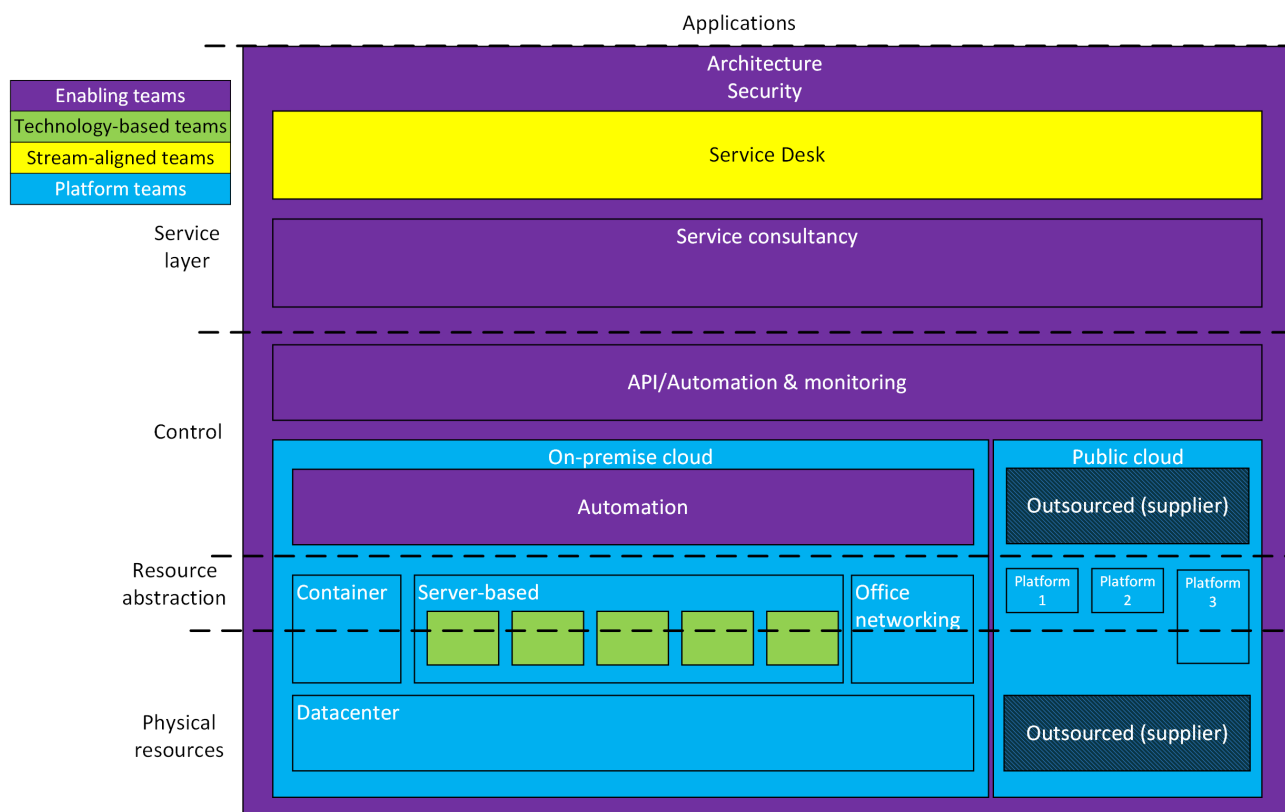 Applications
Architecture
Security
Enabling teams
Technology-based teams
Stream-aligned teams
Platform teams
Service Desk
Service
layer
Service consultancy
API/Automation & monitoring
Control
On-premise cloud
Public cloud
Automation
Outsourced (supplier)
Resource
abstraction
Container
Server-based
Office
networking
Platform
1
Platform
2
Platform
3
Physical
resources
Datacenter
Outsourced (supplier)